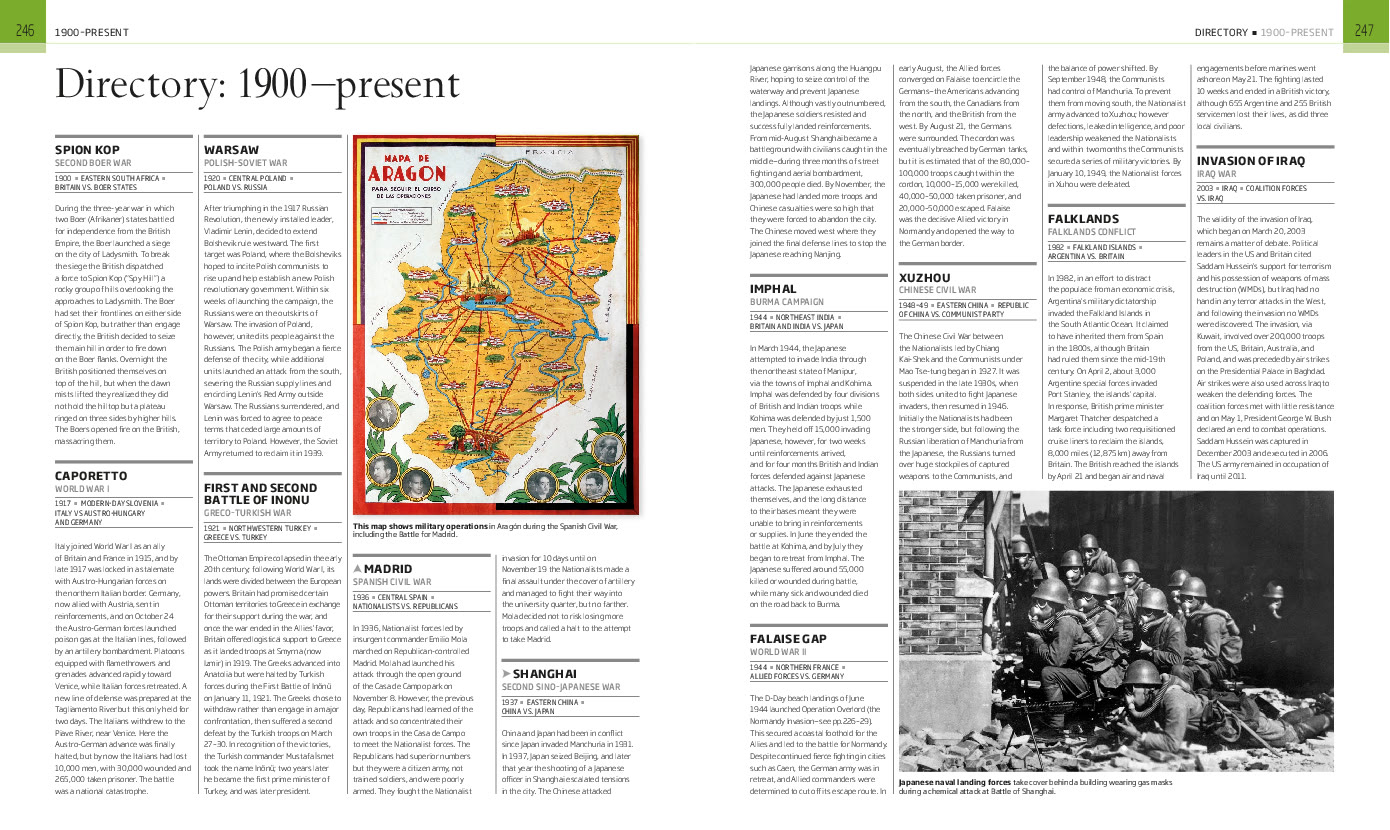 246
1900–PRESENT
Directory: 1900–present
SPION KOP
SECOND BOER WAR
1900 ▪ EASTERN SOUTH AFRICA ▪
BRITAIN VS. BOER STATES
During the three-year war in which
two Boer (Afrikaner) states battled
for independence from the British
Empire, the Boer launched a siege
on the city of Ladysmith. To break
the siege the British dispatched
a force to Spion Kop ("Spy Hill") a
rocky group of hills overlooking the
approaches to Ladysmith. The Boer
had set their frontlines on either side
of Spion Kop, but rather than engage
directly, the British decided to seize
the main hill in order to fire down
on the Boer flanks. Overnight the
British positioned themselves on
top of the hill, but when the dawn
mists lifted they realized they did
not hold the hill top but a plateau
ringed on three sides by higher hills.
The Boers opened fire on the British,
massacring them.
CAPORETTO
WORLD WAR I
1917 ▪ MODERN-DAY SLOVENIA ▪
ITALY VS AUSTRO-HUNGARY
AND GERMANY
Italy joined World War I as an ally
of Britain and France in 1915, and by
late 1917 was locked in a stalemate
with Austro-Hungarian forces on
the northern Italian border. Germany,
now allied with Austria, sent in
reinforcements, and on October 24
the Austro-German forces launched
poison gas at the Italian lines, followed
by an artillery bombardment. Platoons
equipped with flamethrowers and
grenades advanced rapidly toward
Venice, while Italian forces retreated. A
new line of defense was prepared at the
Tagliamento River but this only held for
two days. The Italians withdrew to the
Piave River, near Venice. Here the
Austro-German advance was finally
halted, but by now the Italians had lost
10,000 men, with 30,000 wounded and
265,000 taken prisoner. The battle
was a national catastrophe.
WARSAW
POLISH-SOVIET WAR
1920 ▪ CENTRAL POLAND ▪
POLAND VS. RUSSIA
After triumphing in the 1917 Russian
Revolution, the newly installed leader,
Vladimir Lenin, decided to extend
Bolshevik rule westward. The first
target was Poland, where the Bolsheviks
hoped to incite Polish communists to
rise up and help establish a new Polish
revolutionary government. Within six
weeks of launching the campaign, the
Russians were on the outskirts of
Warsaw. The invasion of Poland,
however, united its people against the
Russians. The Polish army began a fierce
defense of the city, while additional
units launched an attack from the south,
severing the Russian supply lines and
encircling Lenin's Red Army outside
Warsaw. The Russians surrendered, and
Lenin was forced to agree to peace
terms that ceded large amounts of
territory to Poland. However, the Soviet
Army returned to reclaim it in 1939.
FIRST AND SECOND
BATTLE OF INONU
GRECO-TURKISH WAR
1921 ▪ NORTHWESTERN TURKEY ▪
GREECE VS. TURKEY
The Ottoman Empire collapsed in the early
20th century; following World War I, its
lands were divided between the European
powers. Britain had promised certain
Ottoman territories to Greece in exchange
for their support during the war, and
once the war ended in the Allies' favor,
Britain offered logistical support to Greece
as it landed troops at Smyrna (now
Izmir) in 1919. The Greeks advanced into
Anatolia but were halted by Turkish
forces during the First Battle of İnönü
on January 11, 1921. The Greeks chose to
withdraw rather than engage in a major
confrontation, then suffered a second
defeat by the Turkish troops on March
27–30. In recognition of the victories,
the Turkish commander Mustafa Ismet
took the name Inönü; two years later
he became the first prime minister of
Turkey, and was later president.
MAPA DE
ARAGON
PARA SEGUIR EL CURSO
DE LAS OPERACIONES
FRANCIA
This map shows military operations in Aragón during the Spanish Civil War,
including the Battle for Madrid.
MADRID
SPANISH CIVIL WAR
1936 ▪ CENTRAL SPAIN ▪
NATIONALISTS VS. REPUBLICANS
In 1936, Nationalist forces led by
insurgent commander Emilio Mola
marched on Republican-controlled
Madrid. Mola had launched his
attack through the open ground
of the Casa de Campo park on
November 8. However, the previous
day, Republicans had learned of the
attack and so concentrated their
own troops in the Casa de Campo
to meet the Nationalist forces. The
Republicans had superior numbers
but they were a citizen army, not
trained soldiers, and were poorly
armed. They fought the Nationalist
invasion for 10 days until on
November 19 the Nationalists made a
final assault under the cover of artillery
and managed to fight their way into
the university quarter, but no farther.
Mola decided not to risk losing more
troops and called a halt to the attempt
to take Madrid.
SHANGHAI
SECOND SINO-JAPANESE WAR
1937 ▪ EASTERN CHINA ▪
CHINA VS. JAPAN
China and Japan had been in conflict
since Japan invaded Manchuria in 1931.
In 1937, Japan seized Beijing, and later
that year the shooting of a Japanese
officer in Shanghai escalated tensions
in the city. The Chinese attacked
DIRECTORY ▪ 1900–PRESENT
247
Japanese garrisons along the Huangpu
River, hoping to seize control of the
waterway and prevent Japanese
landings. Although vastly outnumbered,
the Japanese soldiers resisted and
successfully landed reinforcements.
From mid-August Shanghai became a
battleground with civilians caught in the
middle–during three months of street
fighting and aerial bombardment,
300,000 people died. By November, the
Japanese had landed more troops and
Chinese casualties were so high that
they were forced to abandon the city.
The Chinese moved west where they
joined the final defense lines to stop the
Japanese reaching Nanjing.
IMPHAL
BURMA CAMPAIGN
1944 ▪ NORTHEAST INDIA ▪
BRITAIN AND INDIA VS. JAPAN
In March 1944, the Japanese
attempted to invade India through
the northeast state of Manipur,
via the towns of Imphal and Kohima.
Imphal was defended by four divisions
of British and Indian troops while
Kohima was defended by just 1,500
men. They held off 15,000 invading
Japanese, however, for two weeks
until reinforcements arrived,
and for four months British and Indian
forces defended against Japanese
attacks. The Japanese exhausted
themselves, and the long distance
to their bases meant they were
unable to bring in reinforcements
or supplies. In June they ended the
battle at Kohima, and by July they
began to retreat from Imphal. The
Japanese suffered around 55,000
killed or wounded during battle,
while many sick and wounded died
on the road back to Burma.
FALAISE GAP
WORLD WAR II
1944 ▪ NORTHERN FRANCE ▪
ALLIED FORCES VS. GERMANY
The D-Day beach landings of June
1944 launched Operation Overlord (the
Normandy Invasion–see pp.226–29).
This secured a coastal foothold for the
Allies and led to the battle for Normandy.
Despite continued fierce fighting in cities
such as Caen, the German army was in
retreat, and Allied commanders were
determined to cut off its escape route. In
early August, the Allied forces
converged on Falaise to encircle the
Germans–the Americans advancing
from the south, the Canadians from
the north, and the British from the
west. By August 21, the Germans
were surrounded. The cordon was
eventually breached by German tanks,
but it is estimated that of the 80,000–
100,000 troops caught within the
cordon, 10,000–15,000 were killed,
40,000–50,000 taken prisoner, and
20,000–50,000 escaped. Falaise
was the decisive Allied victory in
Normandy and opened the way to
the German border.
XUZHOU
CHINESE CIVIL WAR
1948–49 ▪ EASTERN CHINA ▪ REPUBLIC
OF CHINA VS. COMMUNIST PARTY
The Chinese Civil War between
the Nationalists led by Chiang
Kai-Shek and the Communists under
Mao Tse-tung began in 1927. It was
suspended in the late 1930s, when
both sides united to fight Japanese
invaders, then resumed in 1946.
Initially the Nationalists had been
the stronger side, but following the
Russian liberation of Manchuria from
the Japanese, the Russians turned
over huge stockpiles of captured
weapons to the Communists, and
the balance of power shifted. By
September 1948, the Communists
had control of Manchuria. To prevent
them from moving south, the Nationalist
army advanced to Xuzhou; however
defections, leaked intelligence, and poor
leadership weakened the Nationalists
and within two months the Communists
secured a series of military victories. By
January 10, 1949, the Nationalist forces
in Xuhou were defeated.
FALKLANDS
FALKLANDS CONFLICT
1982 ▪ FALKLAND ISLANDS ▪
ARGENTINA VS. BRITAIN
In 1982, in an effort to distract
the populace from an economic crisis,
Argentina's military dictatorship
invaded the Falkland Islands in
the South Atlantic Ocean. It claimed
to have inherited them from Spain
in the 1800s, although Britain
had ruled them since the mid-19th
century. On April 2, about 3,000
Argentine special forces invaded
Port Stanley, the islands' capital.
In response, British prime minister
Margaret Thatcher despatched a
task force including two requisitioned
cruise liners to reclaim the islands,
8,000 miles (12,875 km) away from
Britain. The British reached the islands
by April 21 and began air and naval
engagements before marines went
ashore on May 21. The fighting lasted
10 weeks and ended in a British victory,
although 655 Argentine and 255 British
servicemen lost their lives, as did three
local civilians.
INVASION OF IRAQ
IRAQ WAR
2003 ▪ IRAQ ▪ COALITION FORCES
VS. IRAQ
The validity of the invasion of Iraq,
which began on March 20, 2003
remains a matter of debate. Political
leaders in the US and Britain cited
Saddam Hussein's support for terrorism
and his possession of weapons of mass
destruction (WMDs), but Iraq had no
hand in any terror attacks in the West,
and following the invasion no WMDs
were discovered. The invasion, via
Kuwait, involved over 200,000 troops
from the US, Britain, Australia, and
Poland, and was preceded by air strikes
on the Presidential Palace in Baghdad.
Air strikes were also used across Iraq to
weaken the defending forces. The
coalition forces met with little resistance
and on May 1, President George W. Bush
declared an end to combat operations.
Saddam Hussein was captured in
December 2003 and executed in 2006.
The US army remained in occupation of
Iraq until 2011.
Japanese naval landing forces take cover behind a building wearing gas masks
during a chemical attack at Battle of Shanghai.